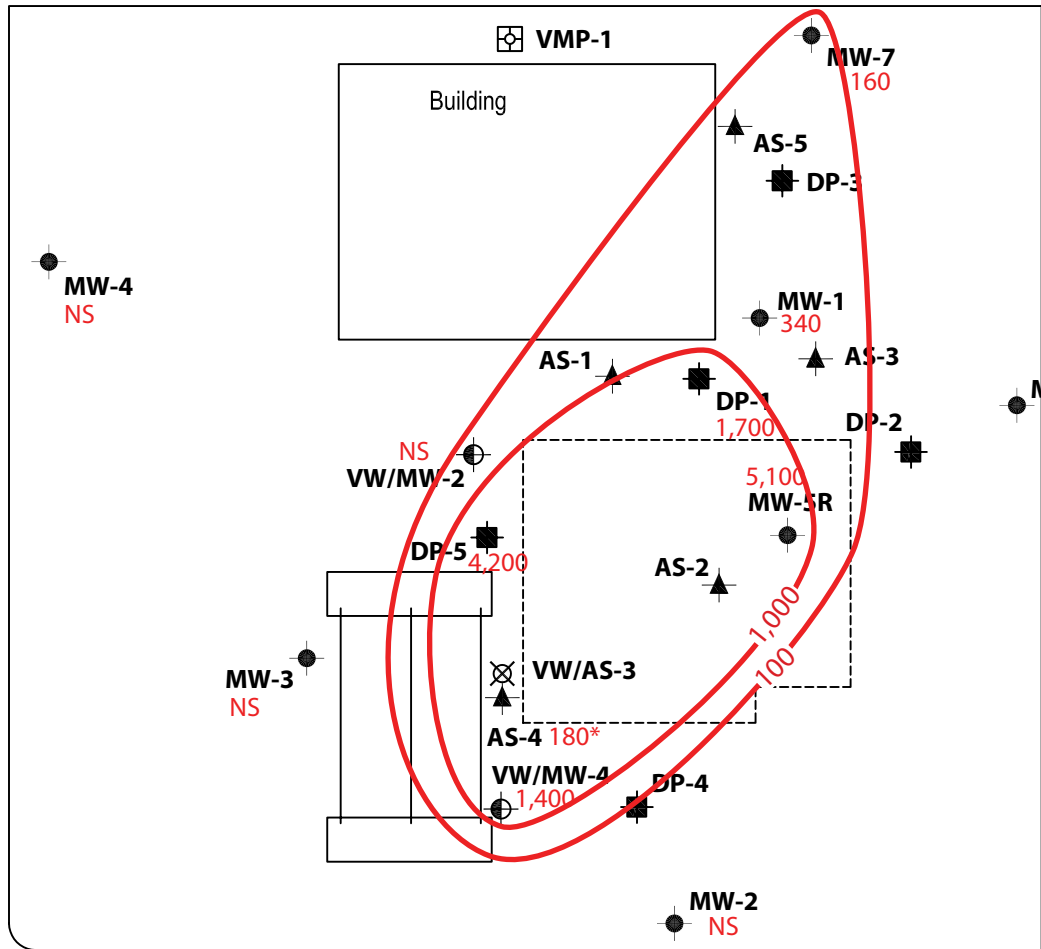 VMP-1
MW-7
160
Building
AS-5
DP-3
MW-4
NS
MW-1
340
AS-3
AS-1
M
DP-1
1,700
DP-2
NS
VW/MW-2
5,100
MW-5R
DP-5
4,200
AS-2
1,000
100
MW-3
NS
VW/AS-3
AS-4 180*
VW/MW-4
1,400
DP-4
MW-2
NS